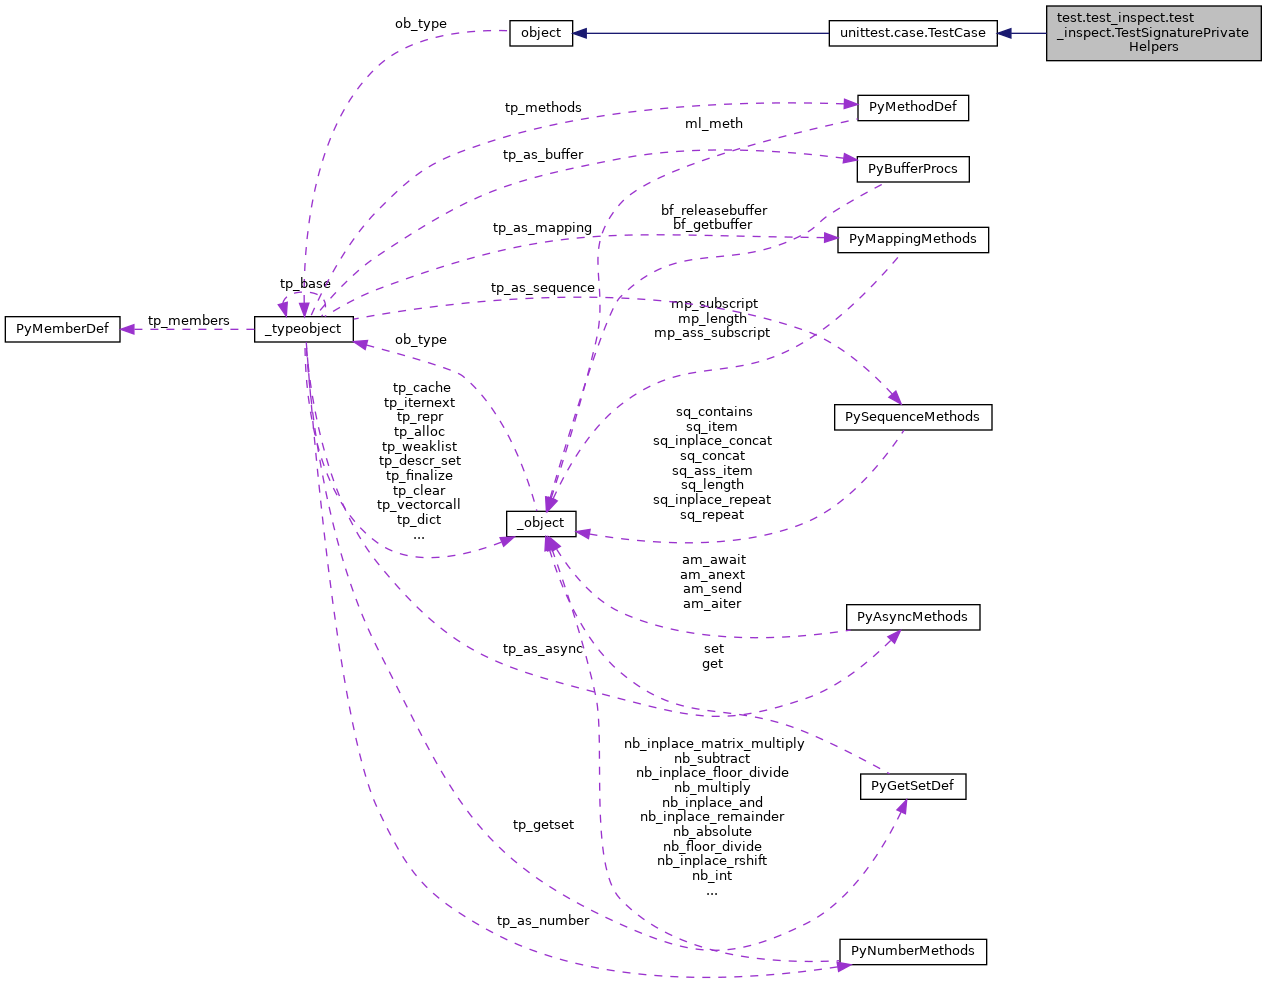 test.test_inspect.test
_inspect.TestSignaturePrivate
Helpers
ob_type
object
unittest.case.TestCase
tp_methods
PyMethodDef
ml_meth
tp_as_buffer
PyBufferProcs
bf_releasebuffer
bf_getbuffer
tp_as_mapping
PyMappingMethods
tp_base
tp_as_sequence
mp_subscript
mp_length
mp_ass_subscript
PyMemberDef
tp_members
_typeobject
ob_type
tp_cache
tp_iternext
tp_repr
tp_alloc
tp_weaklist
tp_descr_set
tp_finalize
tp_clear
tp_vectorcall
tp_dict
...
sq_contains
sq_item
sq_inplace_concat
sq_concat
sq_ass_item
sq_length
sq_inplace_repeat
sq_repeat
PySequenceMethods
_object
am_await
am_anext
am_send
am_aiter
PyAsyncMethods
tp_as_async
set
get
nb_inplace_matrix_multiply
nb_subtract
nb_inplace_floor_divide
nb_multiply
nb_inplace_and
nb_inplace_remainder
nb_absolute
nb_floor_divide
nb_inplace_rshift
nb_int
...
PyGetSetDef
tp_getset
tp_as_number
PyNumberMethods